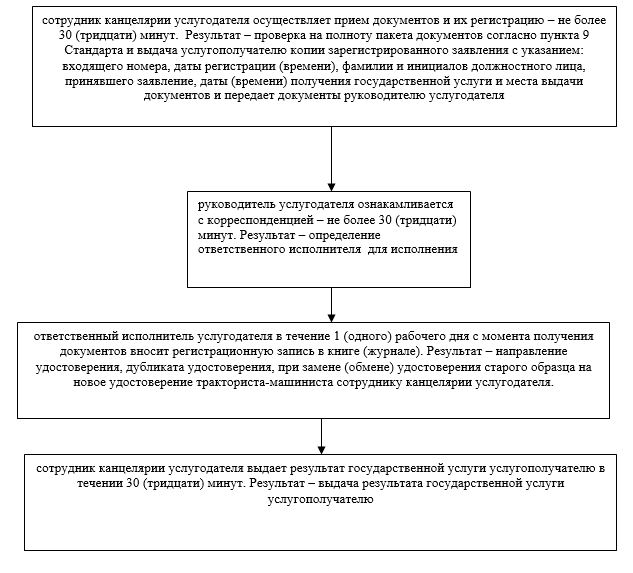 сотрудник канцелярии услугодателя осуществляет прием документов и их регистрацию – не более
30 (тридцати) минут. Результат – проверка на полноту пакета документов согласно пункта 9
Стандарта и выдача услугополучателю копии зарегистрированного заявления с указанием:
входящего номера, даты регистрации (времени), фамилии и инициалов должностного лица,
принявшего заявление, даты (времени) получения государственной услуги и места выдачи
документов и передает документы руководителю услугодателя
руководитель услугодателя ознакамливается
с корреспонденцией – не более 30 (тридцати)
минут. Результат – определение
ответственного исполнителя для исполнения
ответственный исполнитель услугодателя в течение 1 (одного) рабочего дня с момента получения
документов вносит регистрационную запись в книге (журнале). Результат – направление
удостоверения, дубликата удостоверения, при замене (обмене) удостоверения старого образца на
новое удостоверение тракториста-машиниста сотруднику канцелярии услугодателя.
сотрудник канцелярии услугодателя выдает результат государственной услуги услугополучателю в
течении 30 (тридцати) минут. Результат – выдача результата государственной услуги
услугополучателю